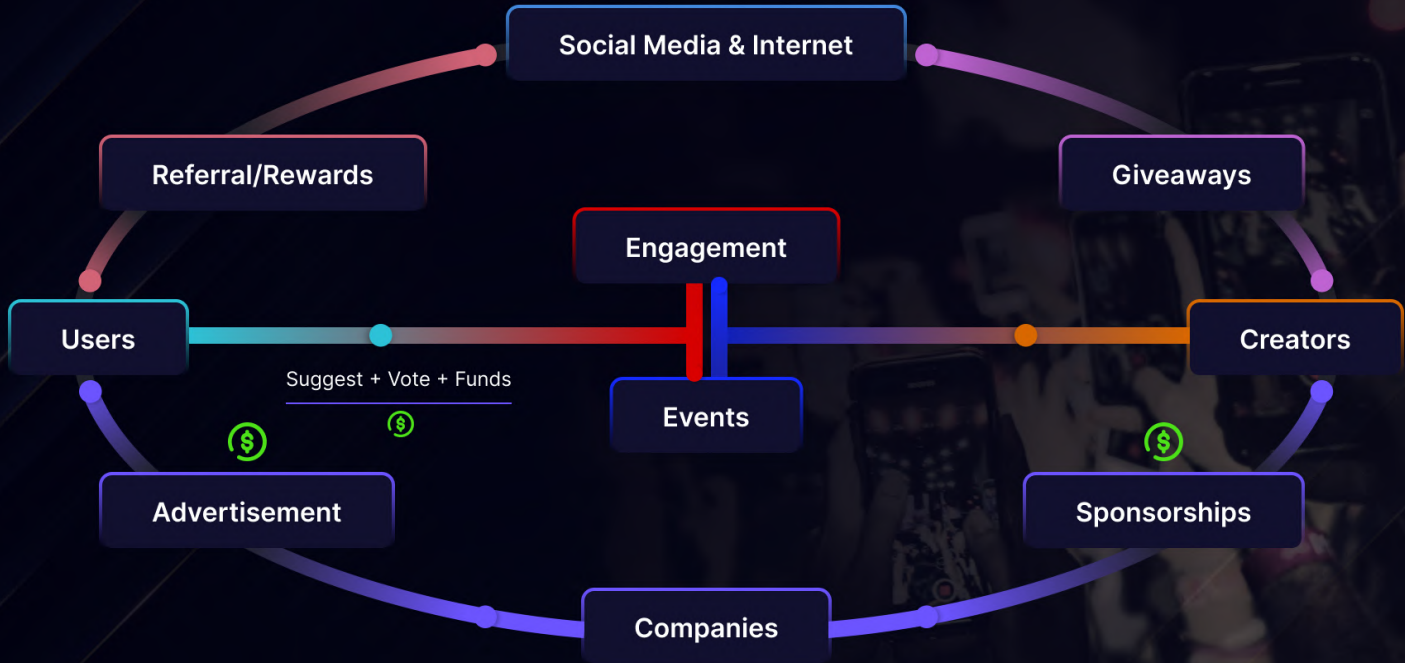 Social Media & Internet
Referral/Rewards
Giveaways
Engagement
Users
Creators
Suggest + Vote + Funds
$
Events
$
$
Advertisement
Sponsorships
Companies